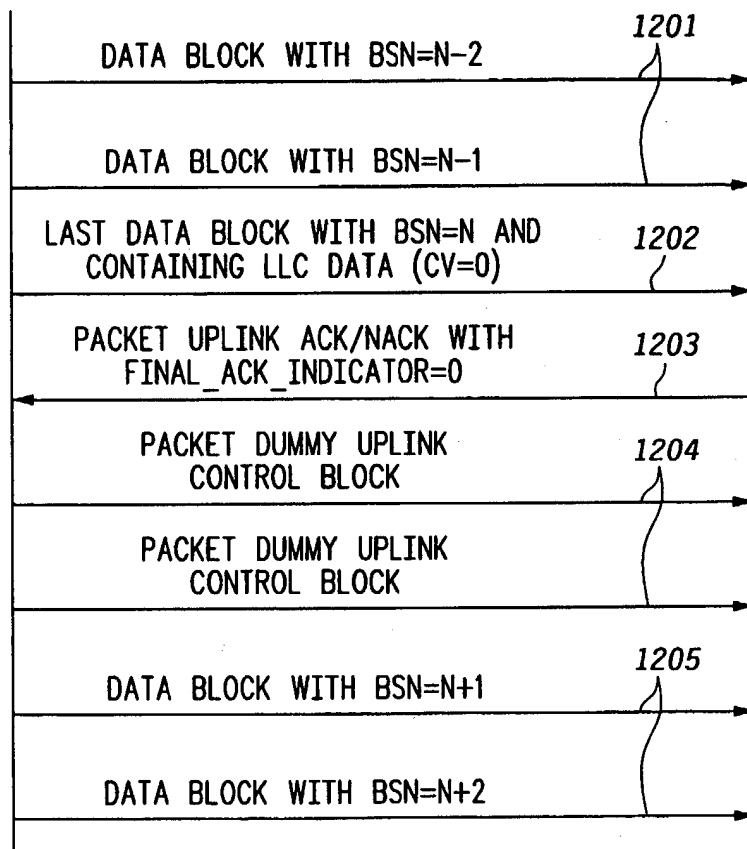 1201
DATA BLOCK WITH BSN=N-2
DATA BLOCK WITH BSN=N-1
LAST DATA BLOCK WITH BSN=N AND
CONTAINING LLC DATA (CV=0)
1202
PACKET UPLINK ACK/NACK WITH
FINAL_ACK_INDICATOR=0
1203
PACKET DUMMY UPLINK
CONTROL BLOCK
1204
PACKET DUMMY UPLINK
CONTROL BLOCK
1205
DATA BLOCK WITH BSN=N+1
DATA BLOCK WITH BSN=N+2